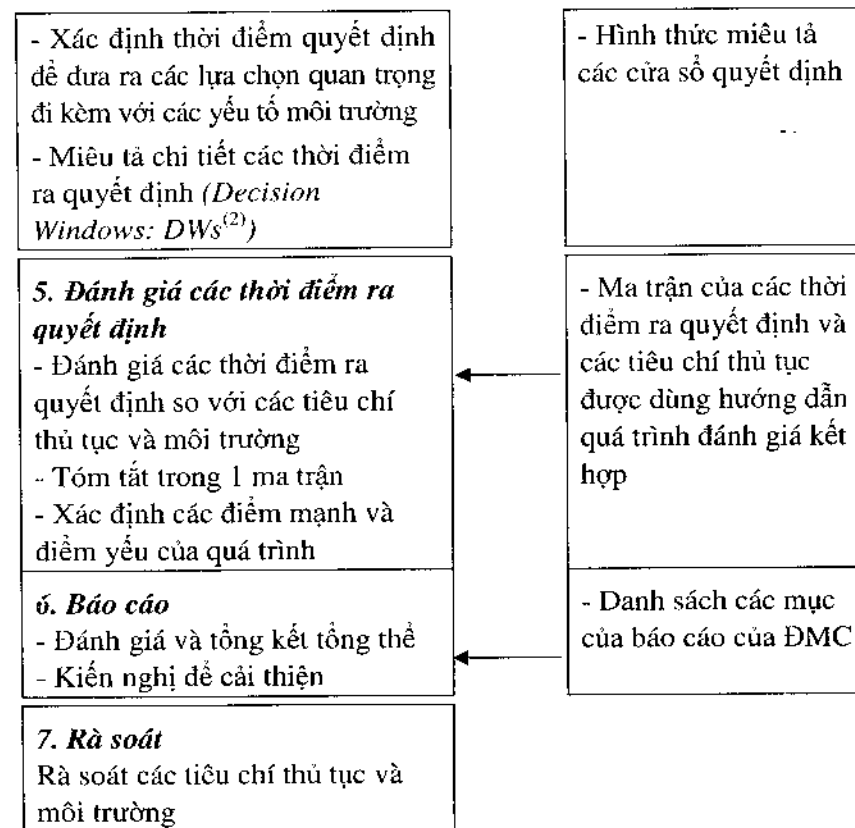 - Xác định thời điểm quyết định
để đưa ra các lựa chọn quan trọng
đi kèm với các yếu tố môi trường
- Miêu tả chi tiết các thời điểm
ra quyết định (Decision
Windows: DWs(2))
- Hình thức miêu tả
các cửa sổ quyết định
5. Đánh giá các thời điểm ra
quyết định
- Đánh giá các thời điểm ra
quyết định so với các tiêu chí
thủ tục và môi trường
- Tóm tắt trong 1 ma trận
- Xác định các điểm mạnh và
điểm yếu của quá trình
- Ma trận của các thời
điểm ra quyết định và
các tiêu chí thủ tục
được dùng hướng dẫn
quá trình đánh giá kết
hợp
6. Báo cáo
- Đánh giá và tổng kết tổng thể
- Kiến nghị để cải thiện
- Danh sách các mục
của báo cáo của ĐMC
7. Rà soát
Rà soát các tiêu chí thủ tục và
môi trường